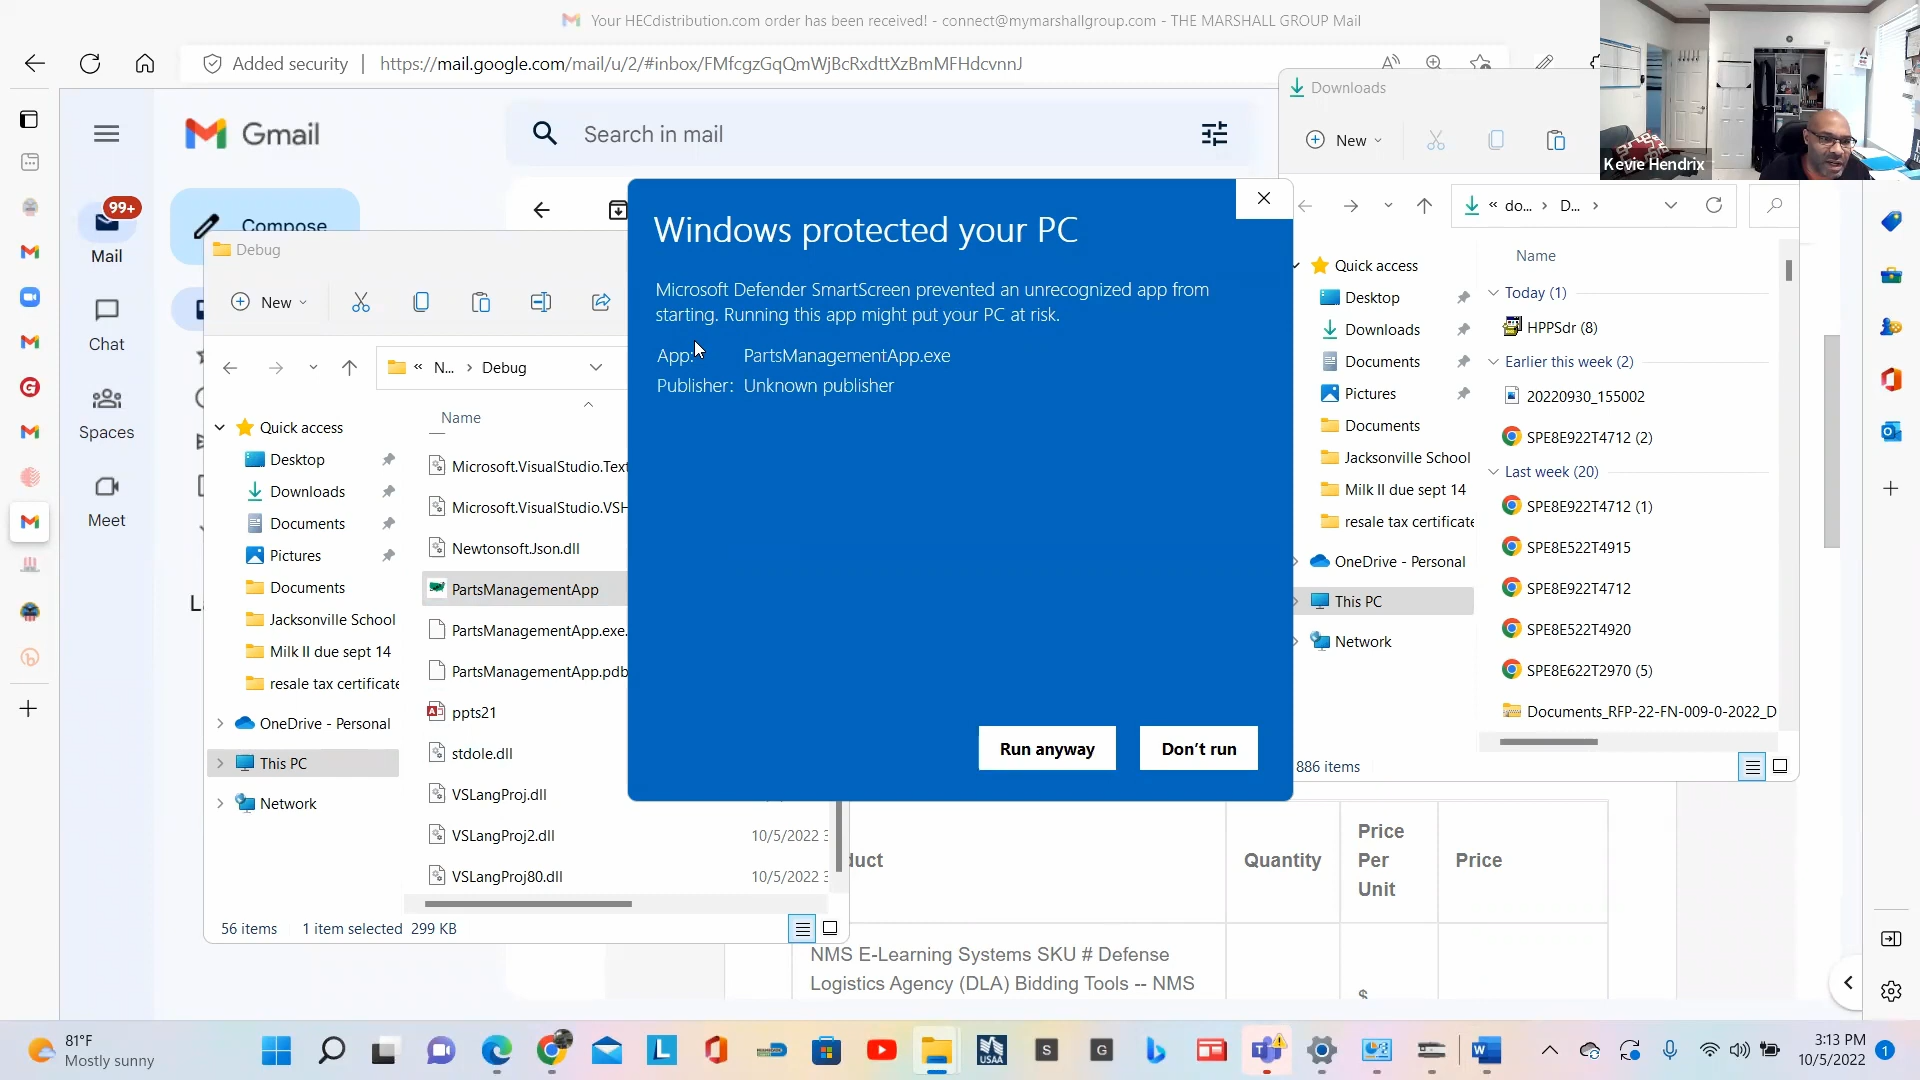 Your HECdistribution.com order has been received! - connect@mymarshallgroup.com - THE MARSHALL GROUP Mail
Added security
https://mail.google.com/mail/u/2/#inbox/FMfcgzGqQmWjBcRxdttXzBmMFHdcvnnJ
Kevie Hendrix
Gmail
Search in mail
99+
Mail
Chat
Spaces
Meet
Compose
Debug
New
N...
Debug
Quick access
Desktop
Downloads
Documents
Pictures
Documents
Jacksonville School
Milk II due sept 14
resale tax certificate
OneDrive - Personal
This PC
Network
Name
Microsoft.VisualStudio.Text
Microsoft.VisualStudio.VSH
Newtonsoft.Json.dll
PartsManagementApp
PartsManagementApp.exe.
PartsManagementApp.pdb
ppts21
stdole.dll
VSLangProj.dll
VSLangProj2.dll
10/5/2022 3
VSLangProj80.dll
10/5/2022 3
56 items
1 item selected 299 KB
Windows protected your PC
Microsoft Defender SmartScreen prevented an unrecognized app from
starting. Running this app might put your PC at risk.
App:
PartsManagementApp.exe
Publisher:
Unknown publisher
Run anyway
Don't run
Downloads
New
do...
D...
Quick access
Desktop
Downloads
Documents
Pictures
Documents
Jacksonville School
Milk II due sept 14
resale tax certificate
OneDrive - Personal
This PC
Network
Name
Today (1)
HPPSdr (8)
Earlier this week (2)
20220930_155002
SPE8E922T4712 (2)
Last week (20)
SPE8E922T4712 (1)
SPE8E522T4915
SPE8E922T4712
SPE8E522T4920
SPE8E622T2970 (5)
Documents_RFP-22-FN-009-0-2022_D
886 items
duct
Quantity
Price
Per
Unit
Price
NMS E-Learning Systems SKU # Defense
Logistics Agency (DLA) Bidding Tools -- NMS
$
81°F
Mostly sunny
USAA
S
G
3:13 PM
10/5/2022
1